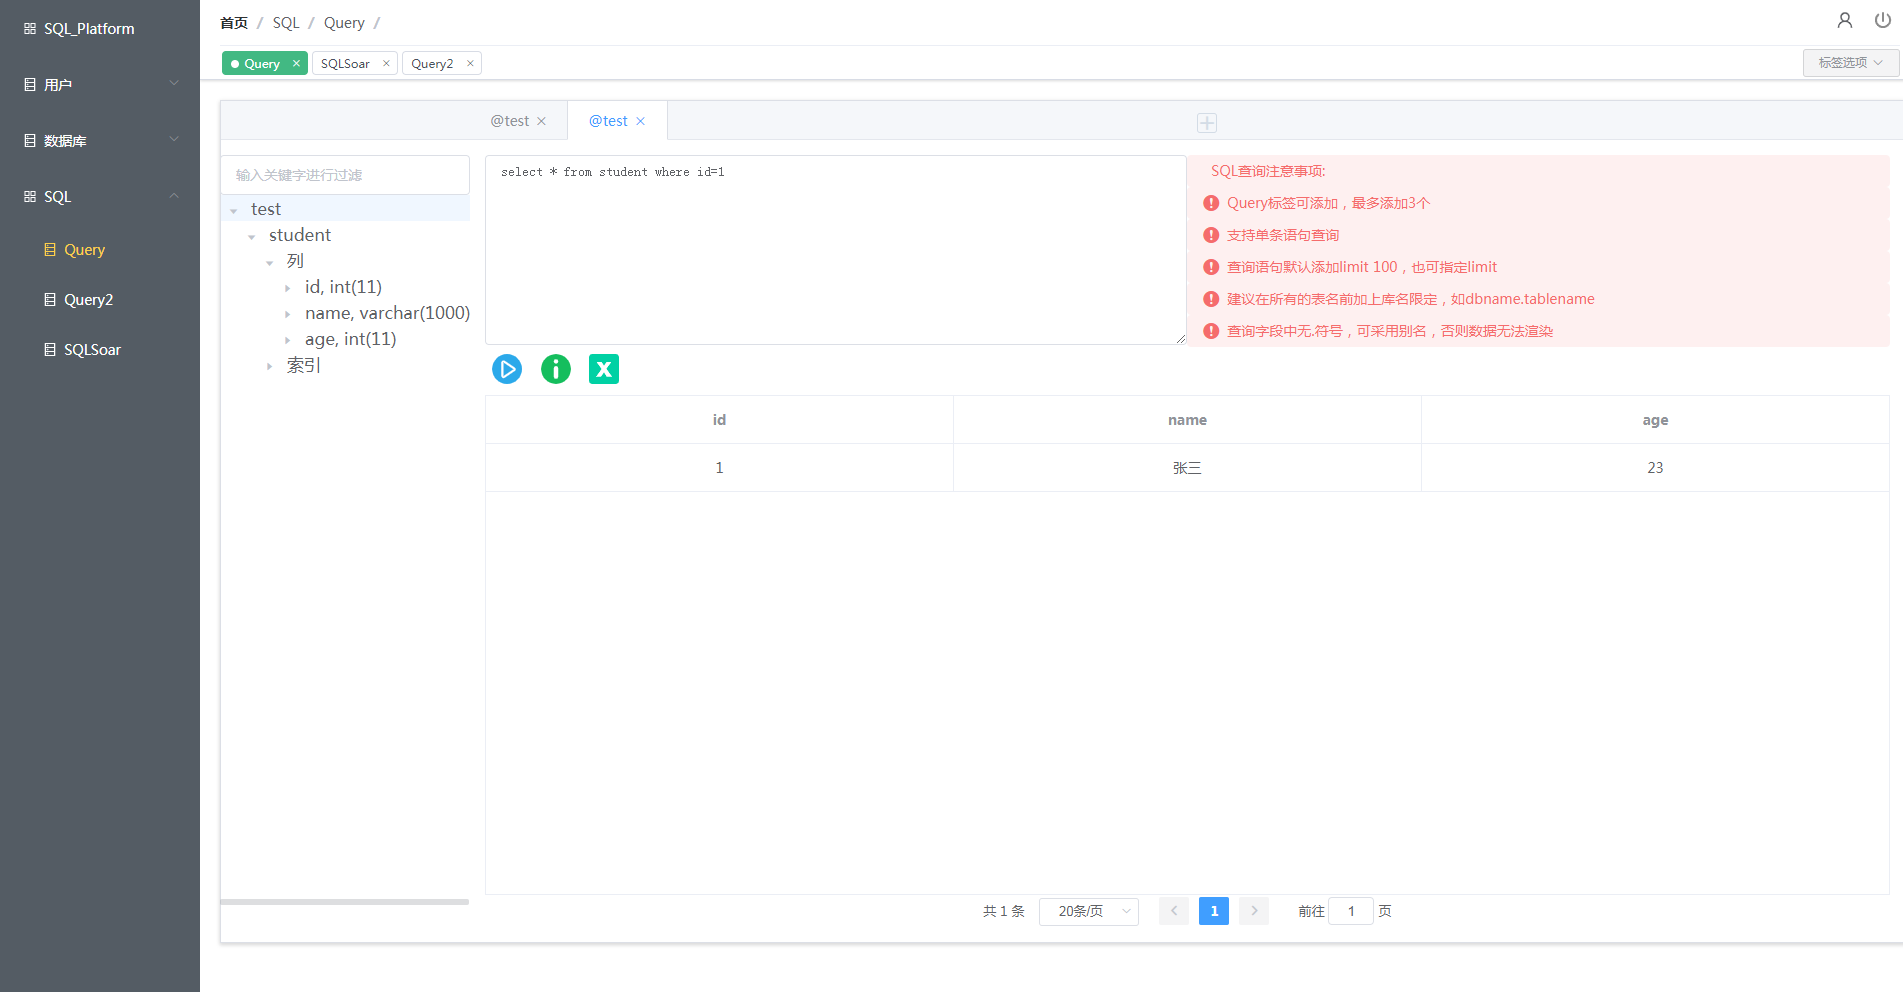 SQL_Platform
用户
数据库
SQL
Query
Query2
SQLSoar
首页 / SQL / Query /
Query × SQLSoar × Query2 ×
标签选项
@test × @test ×
输入关键字进行过滤
test
student
列
id, int(11)
name, varchar(1000)
age, int(11)
索引
select * from student where id=1
SQL查询注意事项:
Query标签可添加，最多添加3个
支持单条语句查询
查询语句默认添加limit 100，也可指定limit
建议在所有的表名前加上库名限定，如dbname.tablename
查询字段中无.符号，可采用别名，否则数据无法渲染
id name age
1 张三 23
共 1 条 20条/页 < 1 > 前往 1 页